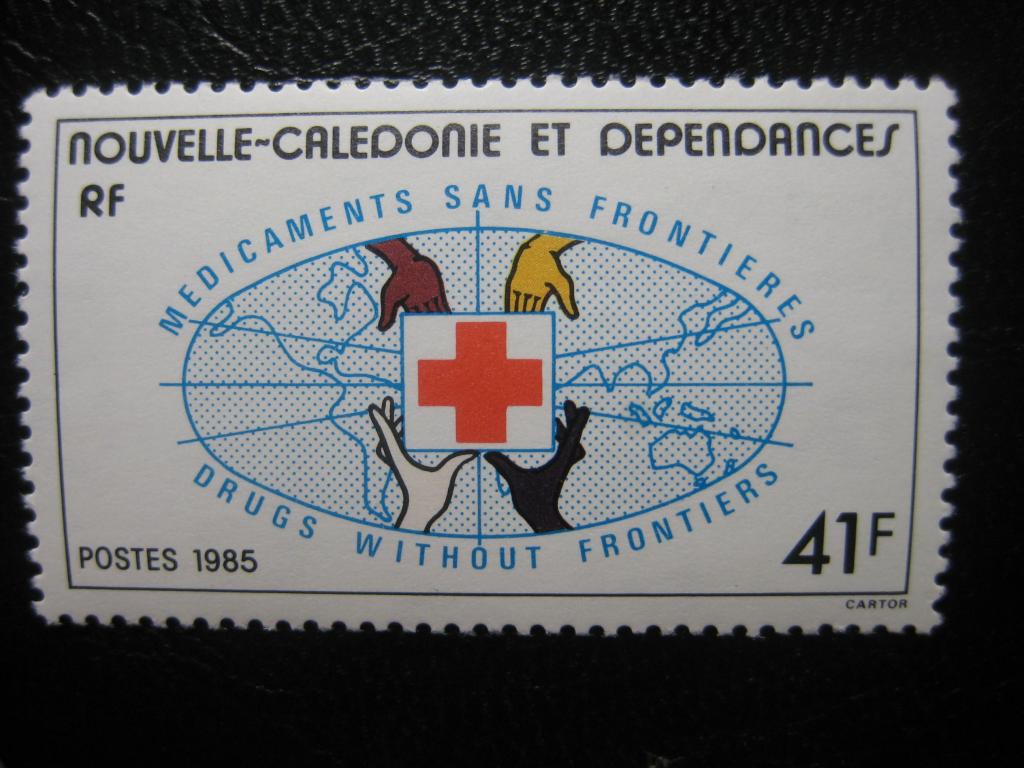 NOUVELLE~CALEDONIE ET DEPENDANCES
RF
MEDICAMENTS SANS FRONTIERES
DRUGS WITHOUT FRONTIERS
POSTES 1985
41F
CARTOR